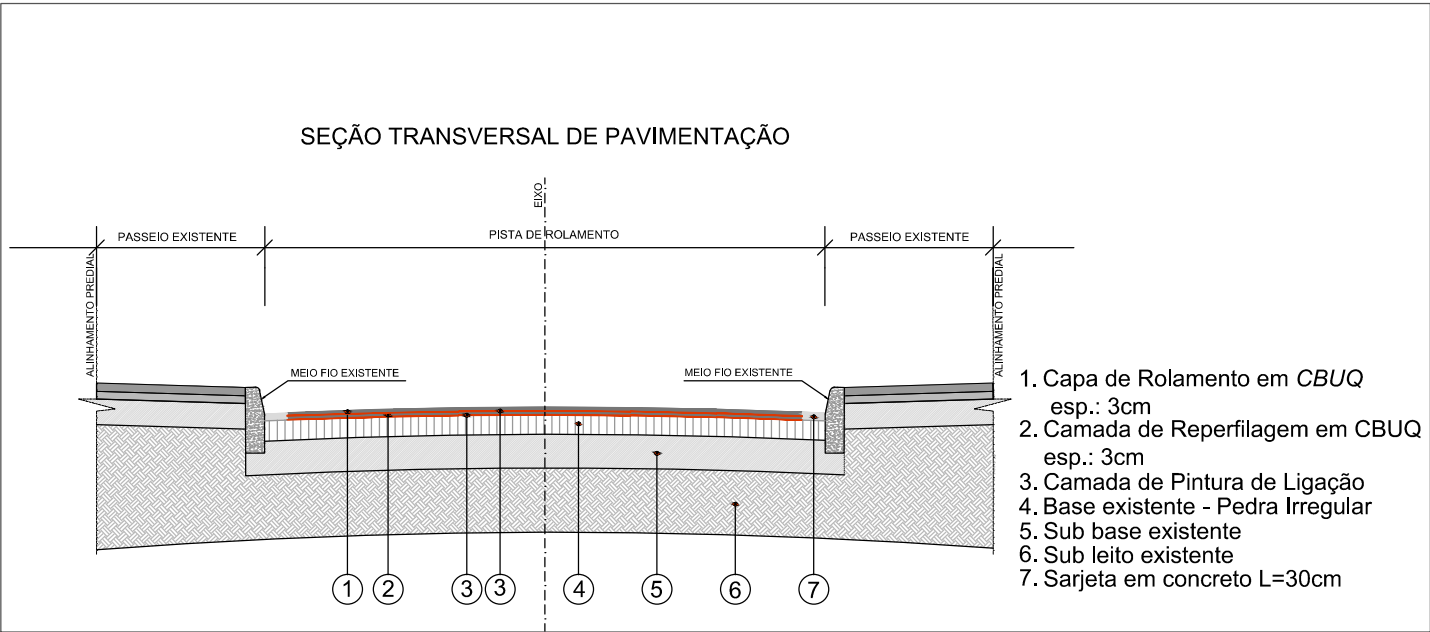 SEÇÃO TRANSVERSAL DE PAVIMENTAÇÃO
EIXO
PASSEIO EXISTENTE
PISTA DE ROLAMENTO
PASSEIO EXISTENTE
ALINHAMENTO PREDIAL
ALINHAMENTO PREDIAL
MEIO FIO EXISTENTE
MEIO FIO EXISTENTE
1. Capa de Rolamento em CBUQ
esp.: 3cm
2. Camada de Reperfilagem em CBUQ
esp.: 3cm
3. Camada de Pintura de Ligação
4. Base existente - Pedra Irregular
5. Sub base existente
6. Sub leito existente
7. Sarjeta em concreto L=30cm
1 2 3 3 4 5 6 7